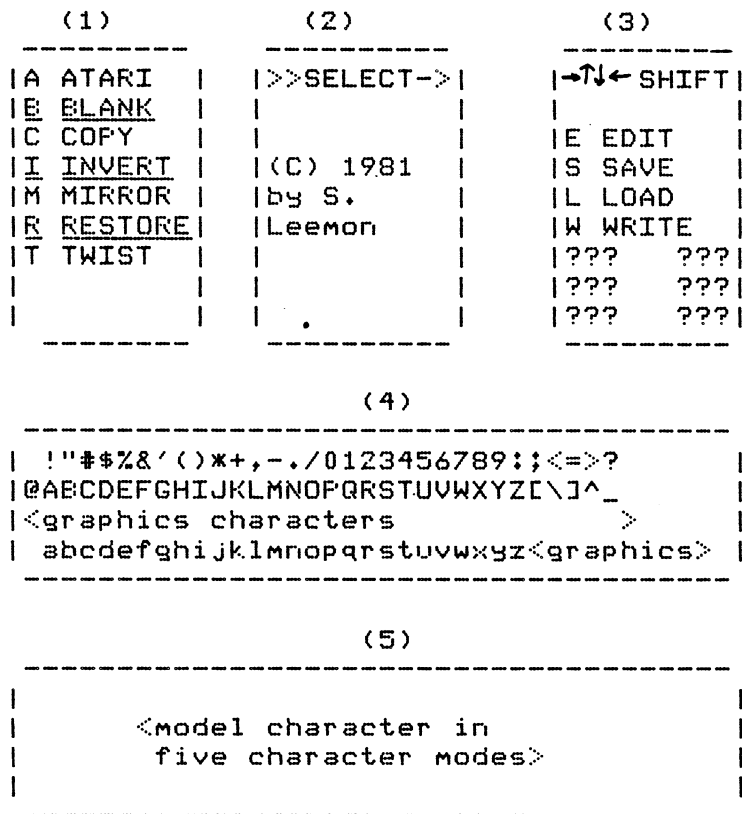 (1) (2) (3)
A ATARI
B BLANK
C COPY
I INVERT
M MIRROR
R RESTORE
T TWIST
>>SELECT->
(C) 1981
by S.
Leemon
→↑↓← SHIFT
E EDIT
S SAVE
L LOAD
W WRITE
??? ???
??? ???
??? ???
(4)
!"#$%&'()*+,-./0123456789:;<=>?
@ABCDEFGHIJKLMNOPQRSTUVWXYZ[\]^_
<graphics characters >
abcdefghijklmnopqrstuvwxyz<graphics>
(5)
<model character in
five character modes>